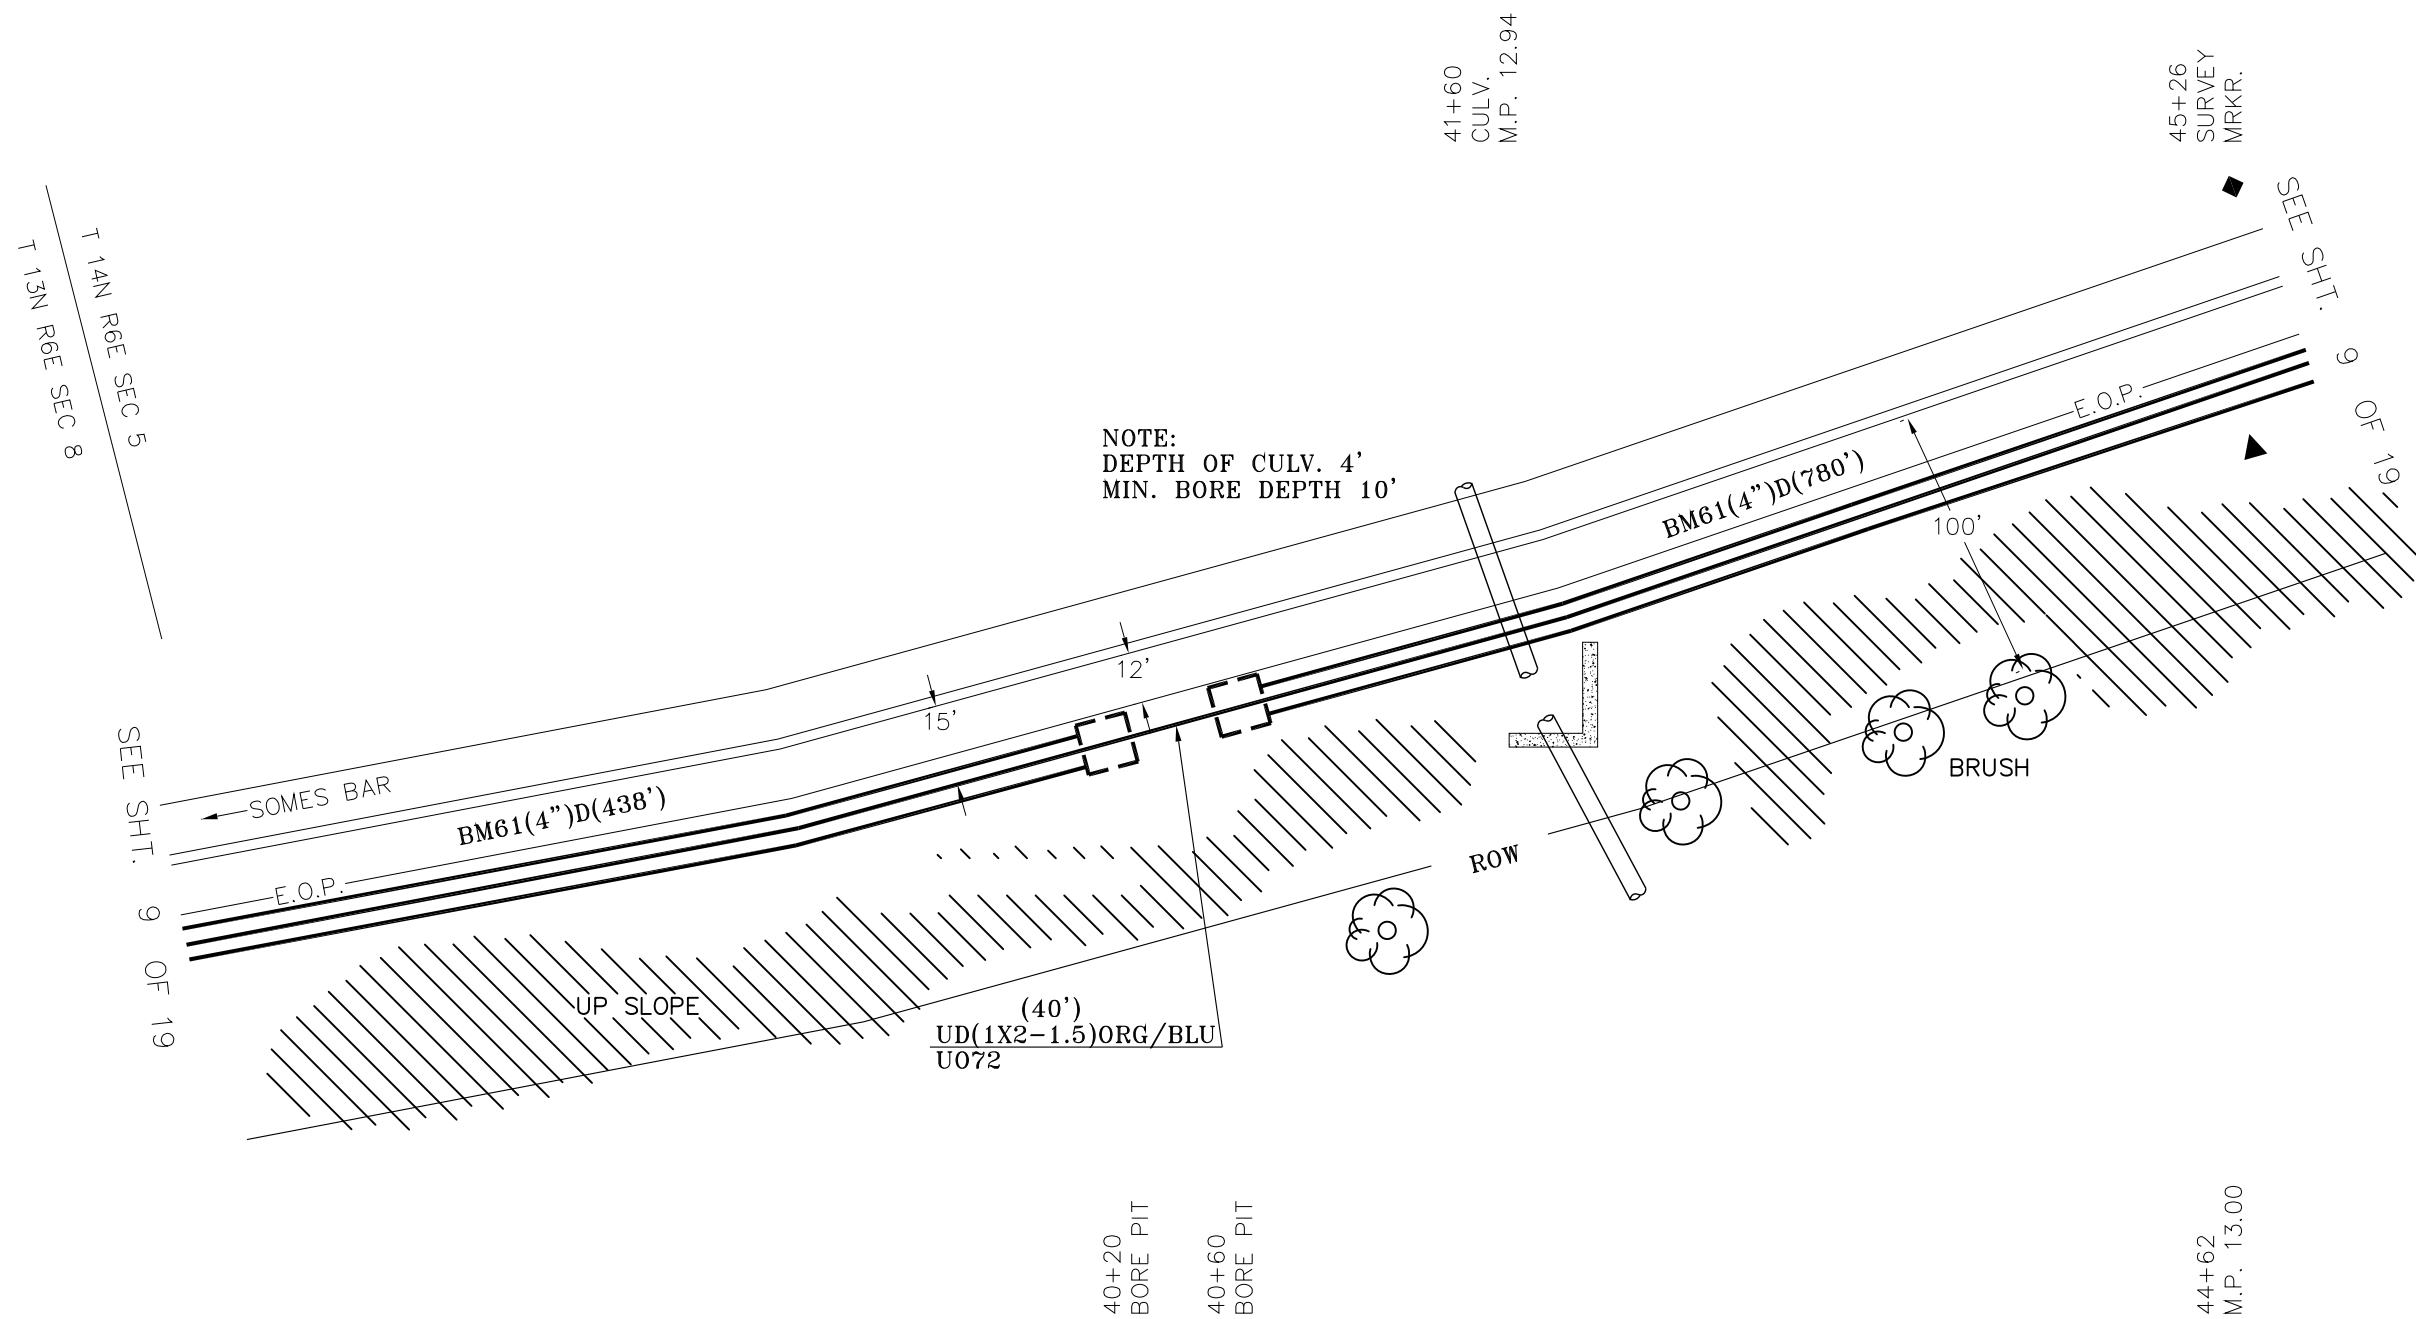 41+60
CULV.
M.P. 12.94
45+26
SURVEY
MRKR.
T 14N R6E SEC 5
T 13N R6E SEC 8
SEE SHT. 9 OF 19
NOTE:
DEPTH OF CULV. 4'
MIN. BORE DEPTH 10'
E.O.P.
BM61(4")D(780')
100'
12'
15'
SEE SHT. 9 OF 19
SOMES BAR
BM61(4")D(438')
E.O.P.
BRUSH
ROW
UP SLOPE
(40')
UD(1X2-1.5)ORG/BLU
UO72
40+20
BORE PIT
40+60
BORE PIT
44+62
M.P. 13.00